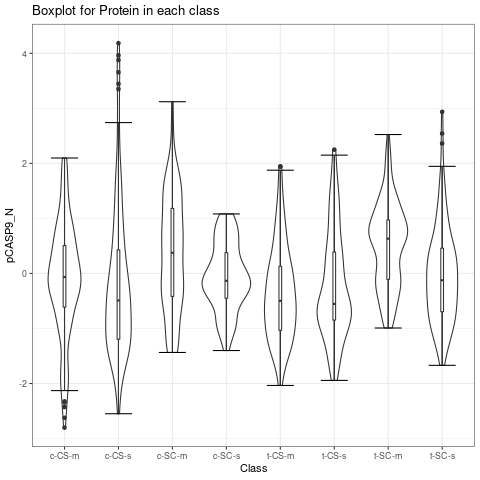 Boxplot for Protein in each class
pCASP9_N
4
2
0
-2
c-CS-m c-CS-s c-SC-m c-SC-s t-CS-m t-CS-s t-SC-m t-SC-s
Class